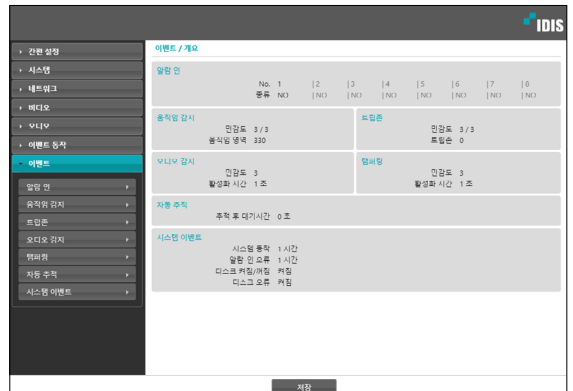 IDIS
간편 설정
시스템
네트워크
비디오
오디오
이벤트 동작
이벤트
알람 인
움직임 감지
트립존
오디오 감지
탬퍼링
자동 추적
시스템 이벤트
이벤트 / 개요
알람 인
No. 1 | 2 | 3 | 4 | 5 | 6 | 7 | 8
종류 NO | NO | NO | NO | NO | NO | NO | NO
움직임 감지
민감도 3 / 3
움직임 영역 330
트립존
민감도 3 / 3
트립존 0
오디오 감지
민감도 3
활성화 시간 1 초
탬퍼링
민감도 3
활성화 시간 1 초
자동 추적
추적 후 대기시간 0 초
시스템 이벤트
시스템 동작 1 시간
알람 인 오류 1 시간
디스크 켜짐/꺼짐 켜짐
디스크 오류 켜짐
저장